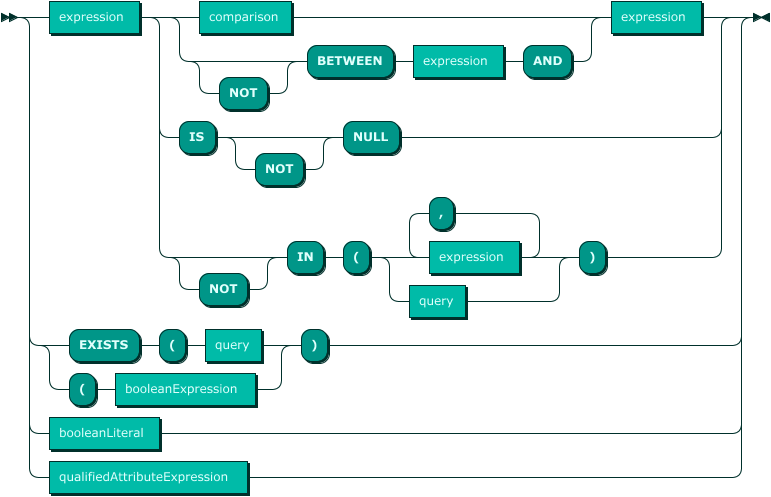 expression comparison expression
BETWEEN expression AND
NOT
IS NULL
NOT
,
IN ( expression )
NOT
query
EXISTS ( query )
( booleanExpression
booleanLiteral
qualifiedAttributeExpression